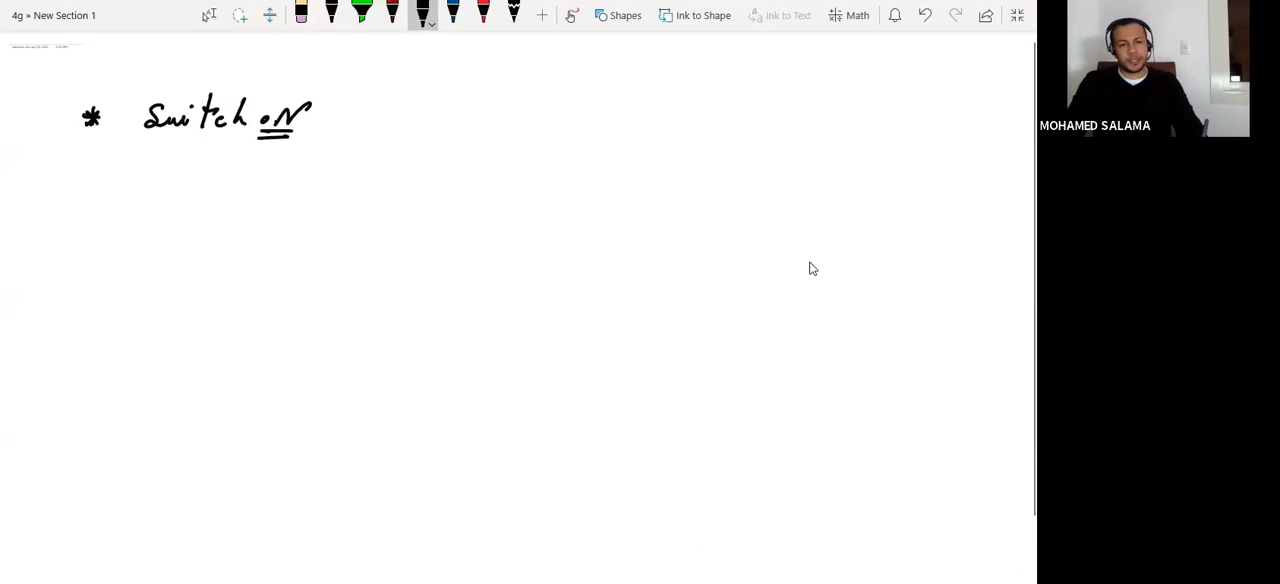 4g » New Section 1
Shapes
Ink to Shape
Ink to Text
Math
* Switch ON
MOHAMED SALAMA